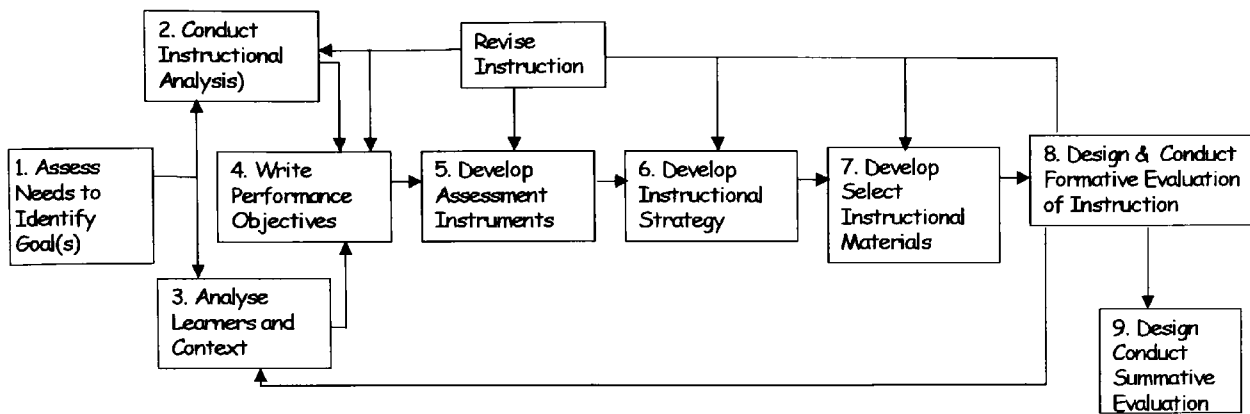 1. Assess
Needs to
Identify
Goal(s)
2. Conduct
Instructional
Analysis)
3. Analyse
Learners and
Context
4. Write
Performance
Objectives
Revise
Instruction
5. Develop
Assessment
Instruments
6. Develop
Instructional
Strategy
7. Develop
Select
Instructional
Materials
8. Design & Conduct
Formative Evaluation
of Instruction
9. Design
Conduct
Summative
Evaluation